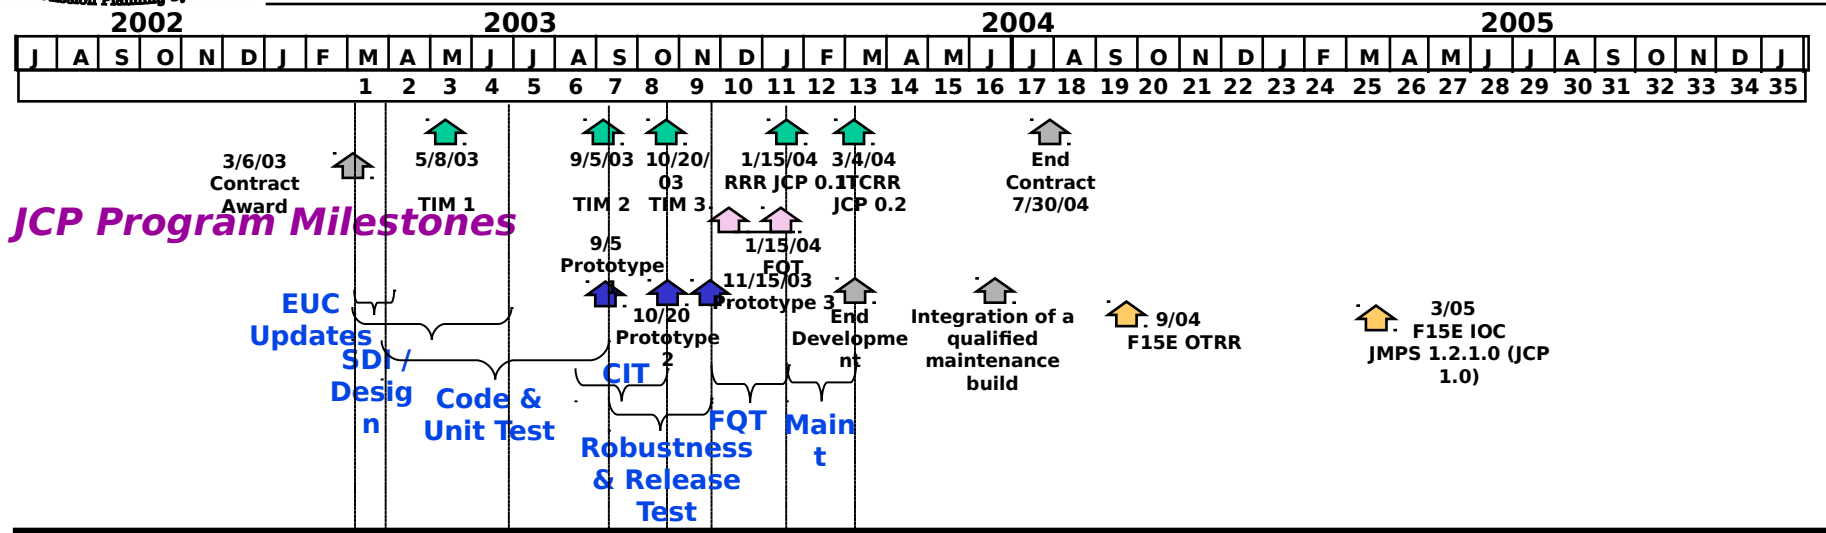 2002 2003 2004 2005
J A S O N D J F M A M J J A S O N D J F M A M J J A S O N D J F M A M J J A S O N D J
1 2 3 4 5 6 7 8 9 10 11 12 13 14 15 16 17 18 19 20 21 22 23 24 25 26 27 28 29 30 31 32 33 34 35
3/6/03
Contract
Award
5/8/03
TIM 1
9/5/03
TIM 2
10/20/
03
TIM 3
1/15/04
RRR JCP 0.1
3/4/04
ITCRR
JCP 0.2
End
Contract
7/30/04
JCP Program Milestones
9/5
Prototype
1
1/15/04
FQT
11/15/03
Prototype 3
10/20
Prototype
2
End
Developme
nt
Integration of a
qualified
maintenance
build
9/04
F15E OTRR
3/05
F15E IOC
JMPS 1.2.1.0 (JCP
1.0)
EUC
Updates
SDI /
Desig
n
Code &
Unit Test
CIT
Robustness
& Release
Test
FQT
Main
t